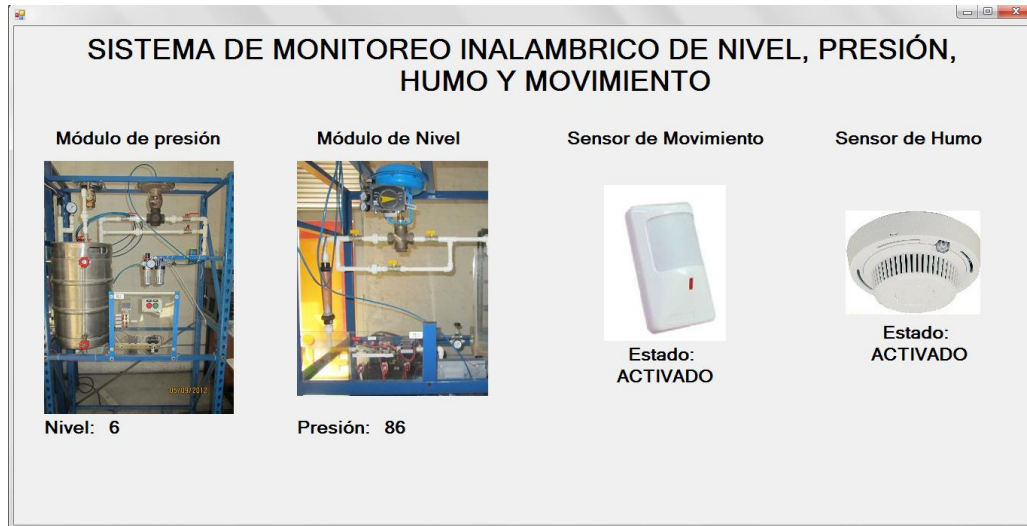 SISTEMA DE MONITOREO INALAMBRICO DE NIVEL, PRESIÓN,
HUMO Y MOVIMIENTO
Módulo de presión
Módulo de Nivel
Sensor de Movimiento
Sensor de Humo
05/09/2012
Nivel: 6
Presión: 86
Estado:
ACTIVADO
Estado:
ACTIVADO